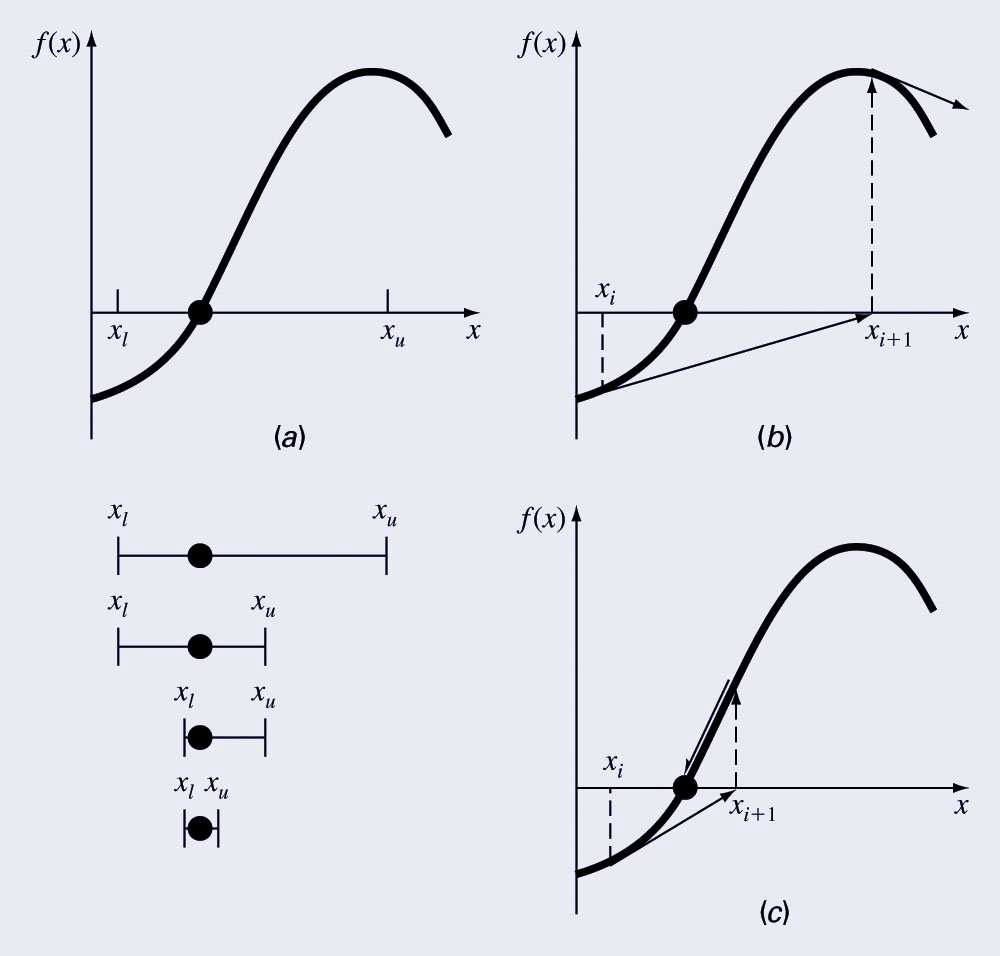 f(x)
x_l
x_u
x
(a)
f(x)
x_i
x_{i+1}
x
(b)
x_l x_u
x_l x_u
x_l x_u
x_l x_u
f(x)
x_i
x_{i+1}
x
(c)